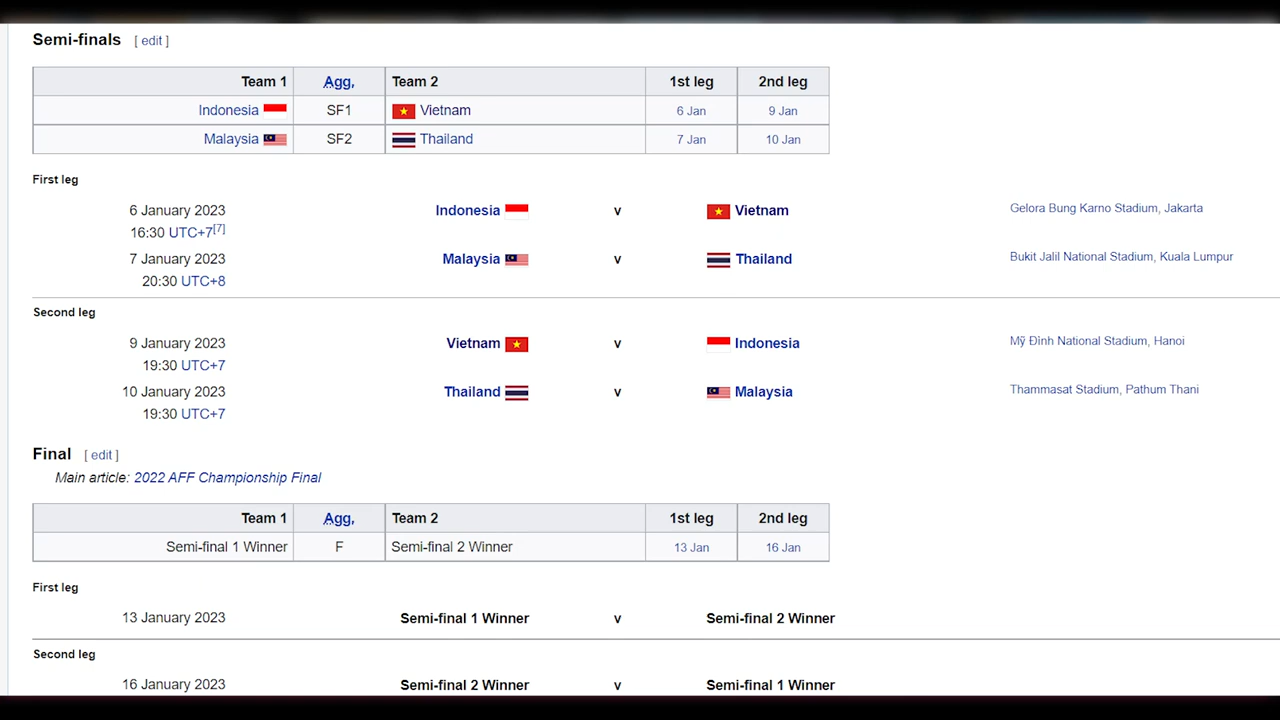 Semi-finals [ edit ]
Team 1 Agg. Team 2 1st leg 2nd leg
Indonesia SF1 Vietnam 6 Jan 9 Jan
Malaysia SF2 Thailand 7 Jan 10 Jan
First leg
6 January 2023 Indonesia v Vietnam Gelora Bung Karno Stadium, Jakarta
16:30 UTC+7[7]
7 January 2023 Malaysia v Thailand Bukit Jalil National Stadium, Kuala Lumpur
20:30 UTC+8
Second leg
9 January 2023 Vietnam v Indonesia Mỹ Đình National Stadium, Hanoi
19:30 UTC+7
10 January 2023 Thailand v Malaysia Thammasat Stadium, Pathum Thani
19:30 UTC+7
Final [ edit ]
Main article: 2022 AFF Championship Final
Team 1 Agg. Team 2 1st leg 2nd leg
Semi-final 1 Winner F Semi-final 2 Winner 13 Jan 16 Jan
First leg
13 January 2023 Semi-final 1 Winner v Semi-final 2 Winner
Second leg
16 January 2023 Semi-final 2 Winner v Semi-final 1 Winner